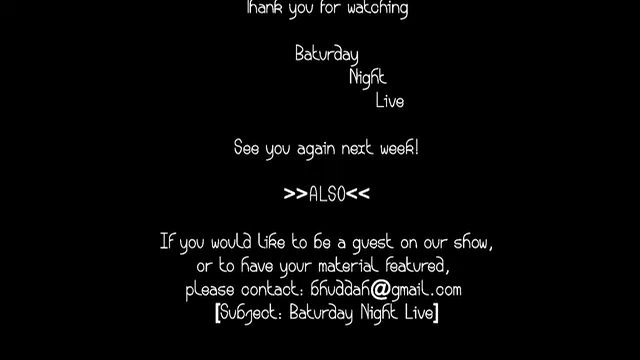 Thank you for watching
Baturday
Night
Live
See you again next week!
>>ALSO<<
If you would like to be a guest on our show,
or to have your material featured,
please contact: bhuddah@gmail.com
[Subject: Baturday Night Live]